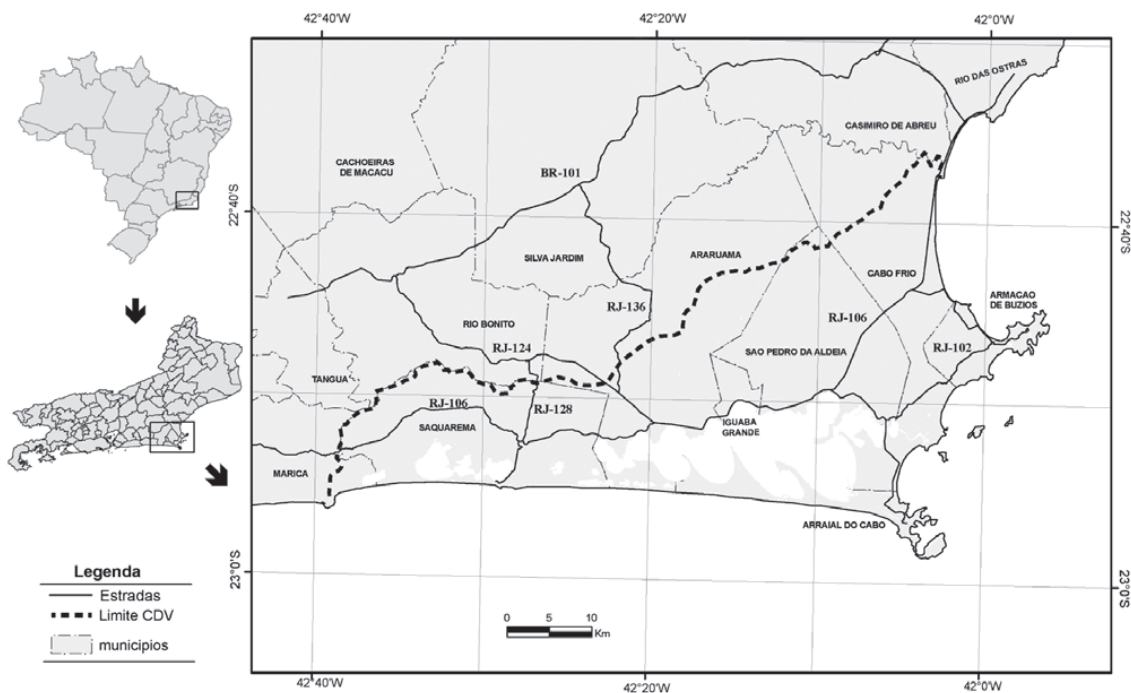 42°40'W
42°20'W
42°0'W
RIO DAS OSTRAS
CASIMIRO DE ABREU
CACHOEIRAS
DE MACACU
BR-101
22°40'S
22°40'S
SILVA JARDIM
ARARUAMA
CABO FRIO
ARMACAO
DE BUZIOS
RJ-136
RJ-106
RIO BONITO
RJ-124
SAO PEDRO DA ALDEIA
RJ-102
TANGUA
RJ-106
RJ-128
SAQUAREMA
IGUABA
GRANDE
MARICA
ARRAIAL DO CABO
23°0'S
23°0'S
Legenda
Estradas
Limite CDV
municipios
0 5 10
Km
42°40'W
42°20'W
42°0'W